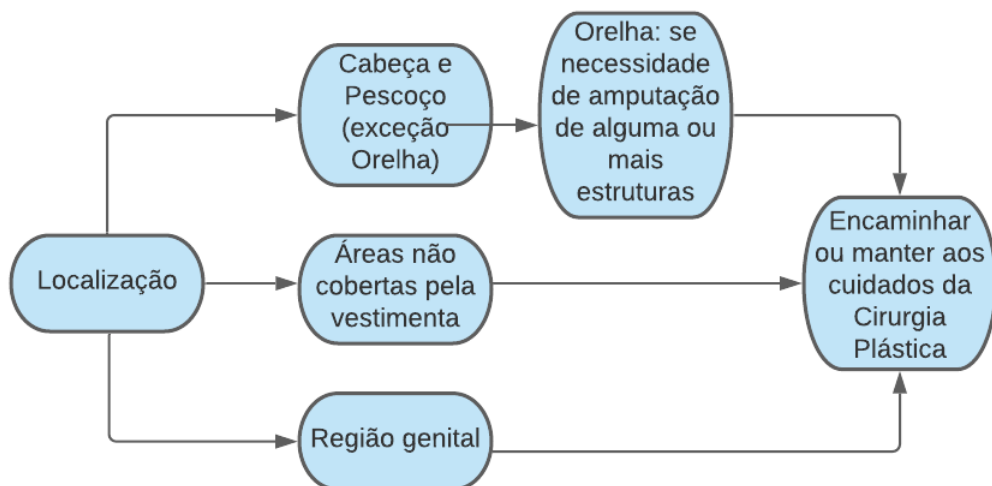 Localização
Cabeça e
Pescoço
(exceção
Orelha)
Orelha: se
necessidade
de amputação
de alguma ou
mais
estruturas
Áreas não
cobertas pela
vestimenta
Região genital
Encaminhar
ou manter aos
cuidados da
Cirurgia
Plástica